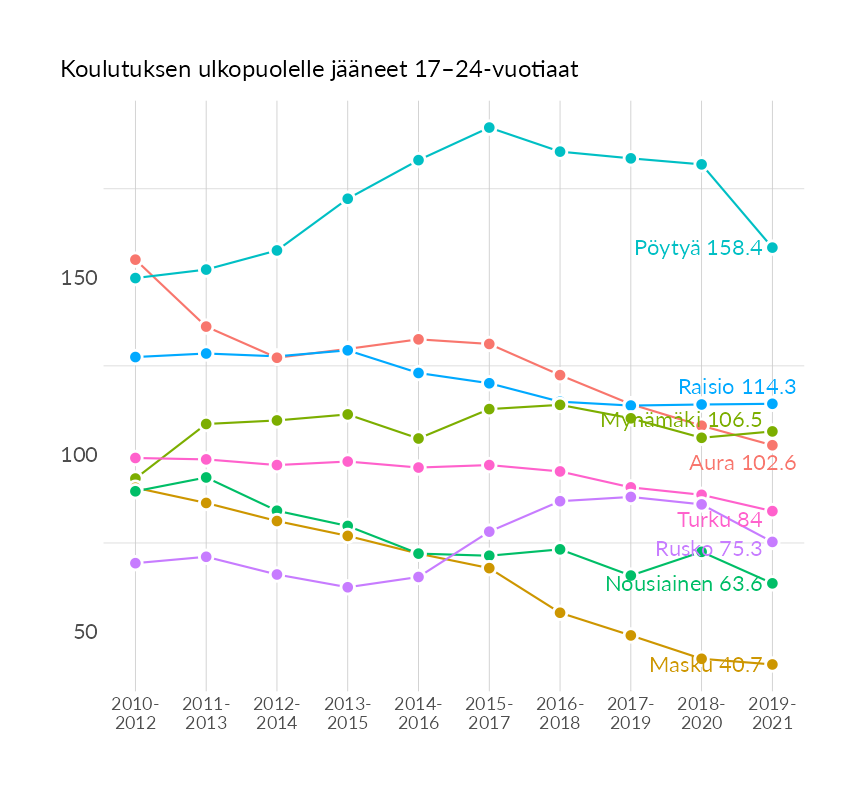 Koulutuksen ulkopuolelle jääneet 17–24-vuotiaat
Pöytyä 158.4
150
Raisio 114.3
Mynämäki 106.5
100
Aura 102.6
Turku 84
Rusko 75.3
Nousiainen 63.6
50
Masku 40.7
2010- 2011- 2012- 2013- 2014- 2015- 2016- 2017- 2018- 2019-
2012 2013 2014 2015 2016 2017 2018 2019 2020 2021